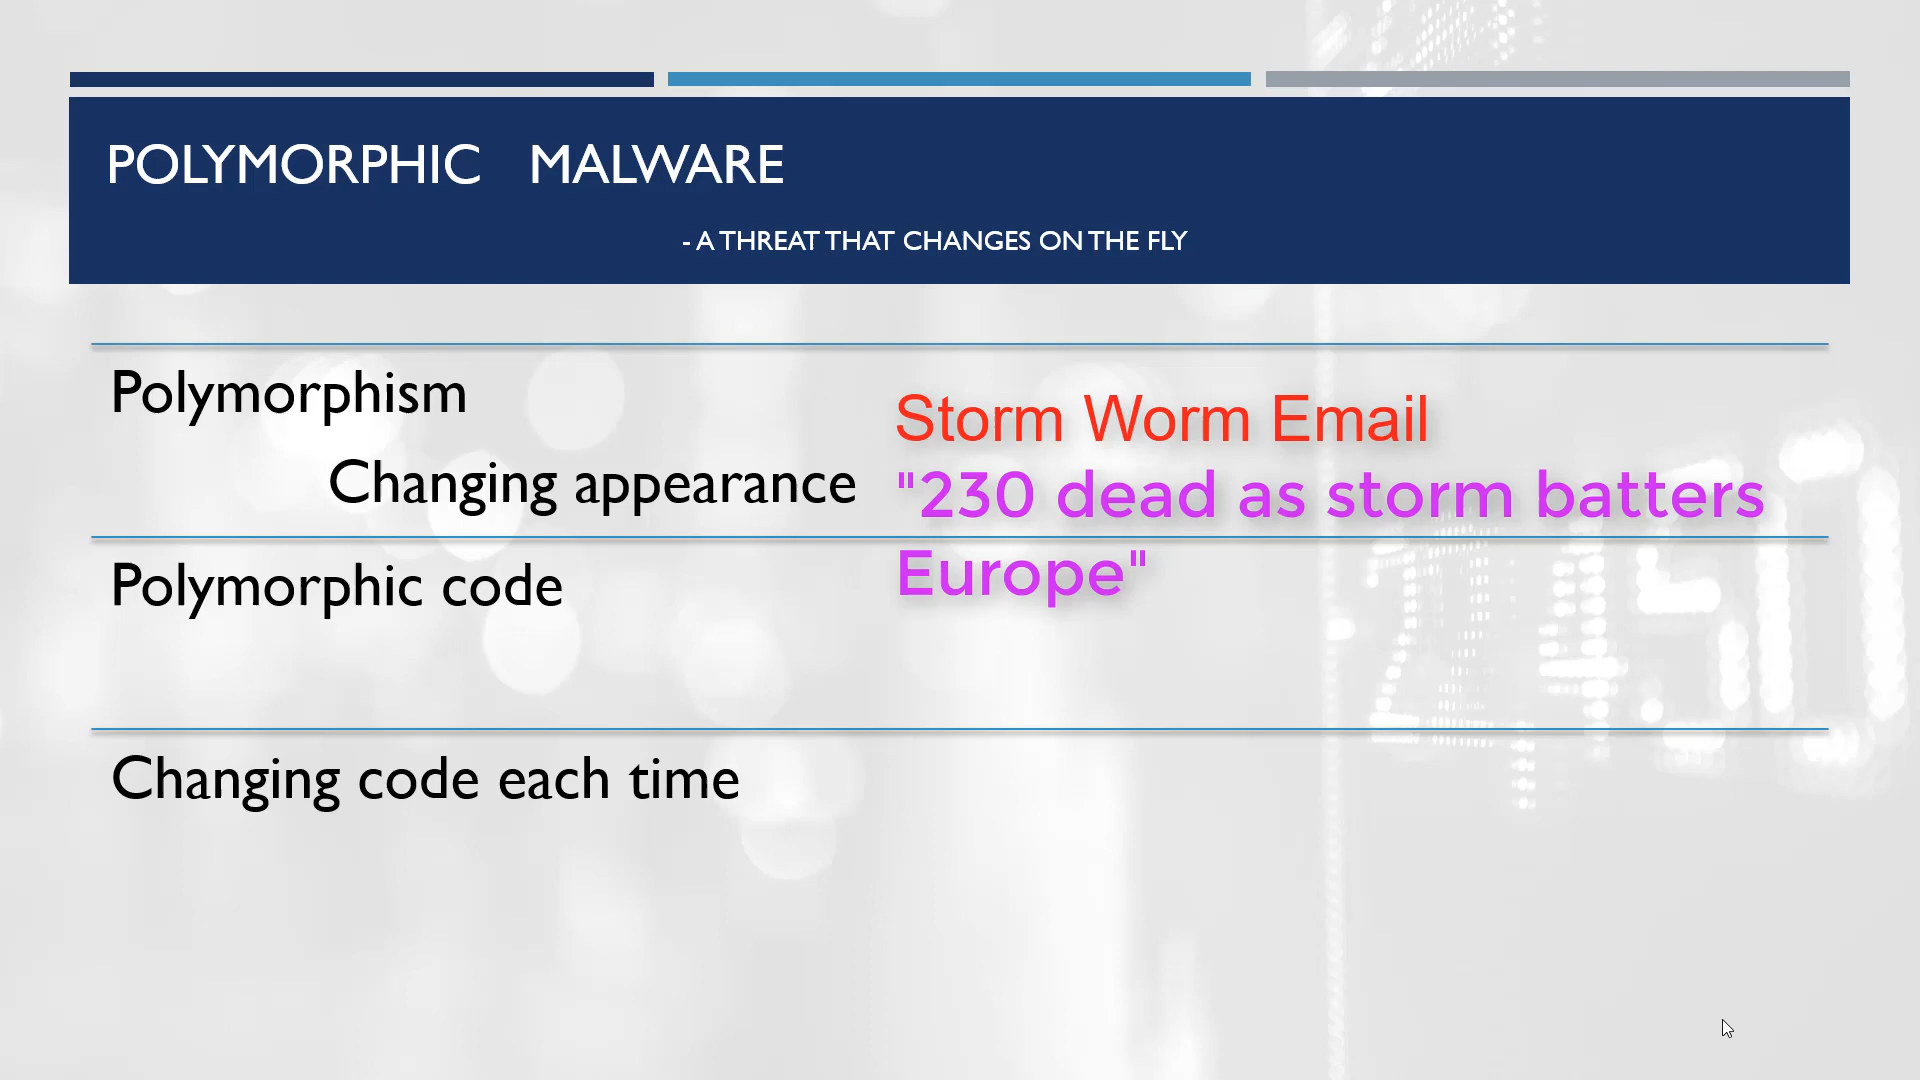 POLYMORPHIC MALWARE
- A THREAT THAT CHANGES ON THE FLY
Polymorphism
Changing appearance
Polymorphic code
Changing code each time
Storm Worm Email
"230 dead as storm batters
Europe"